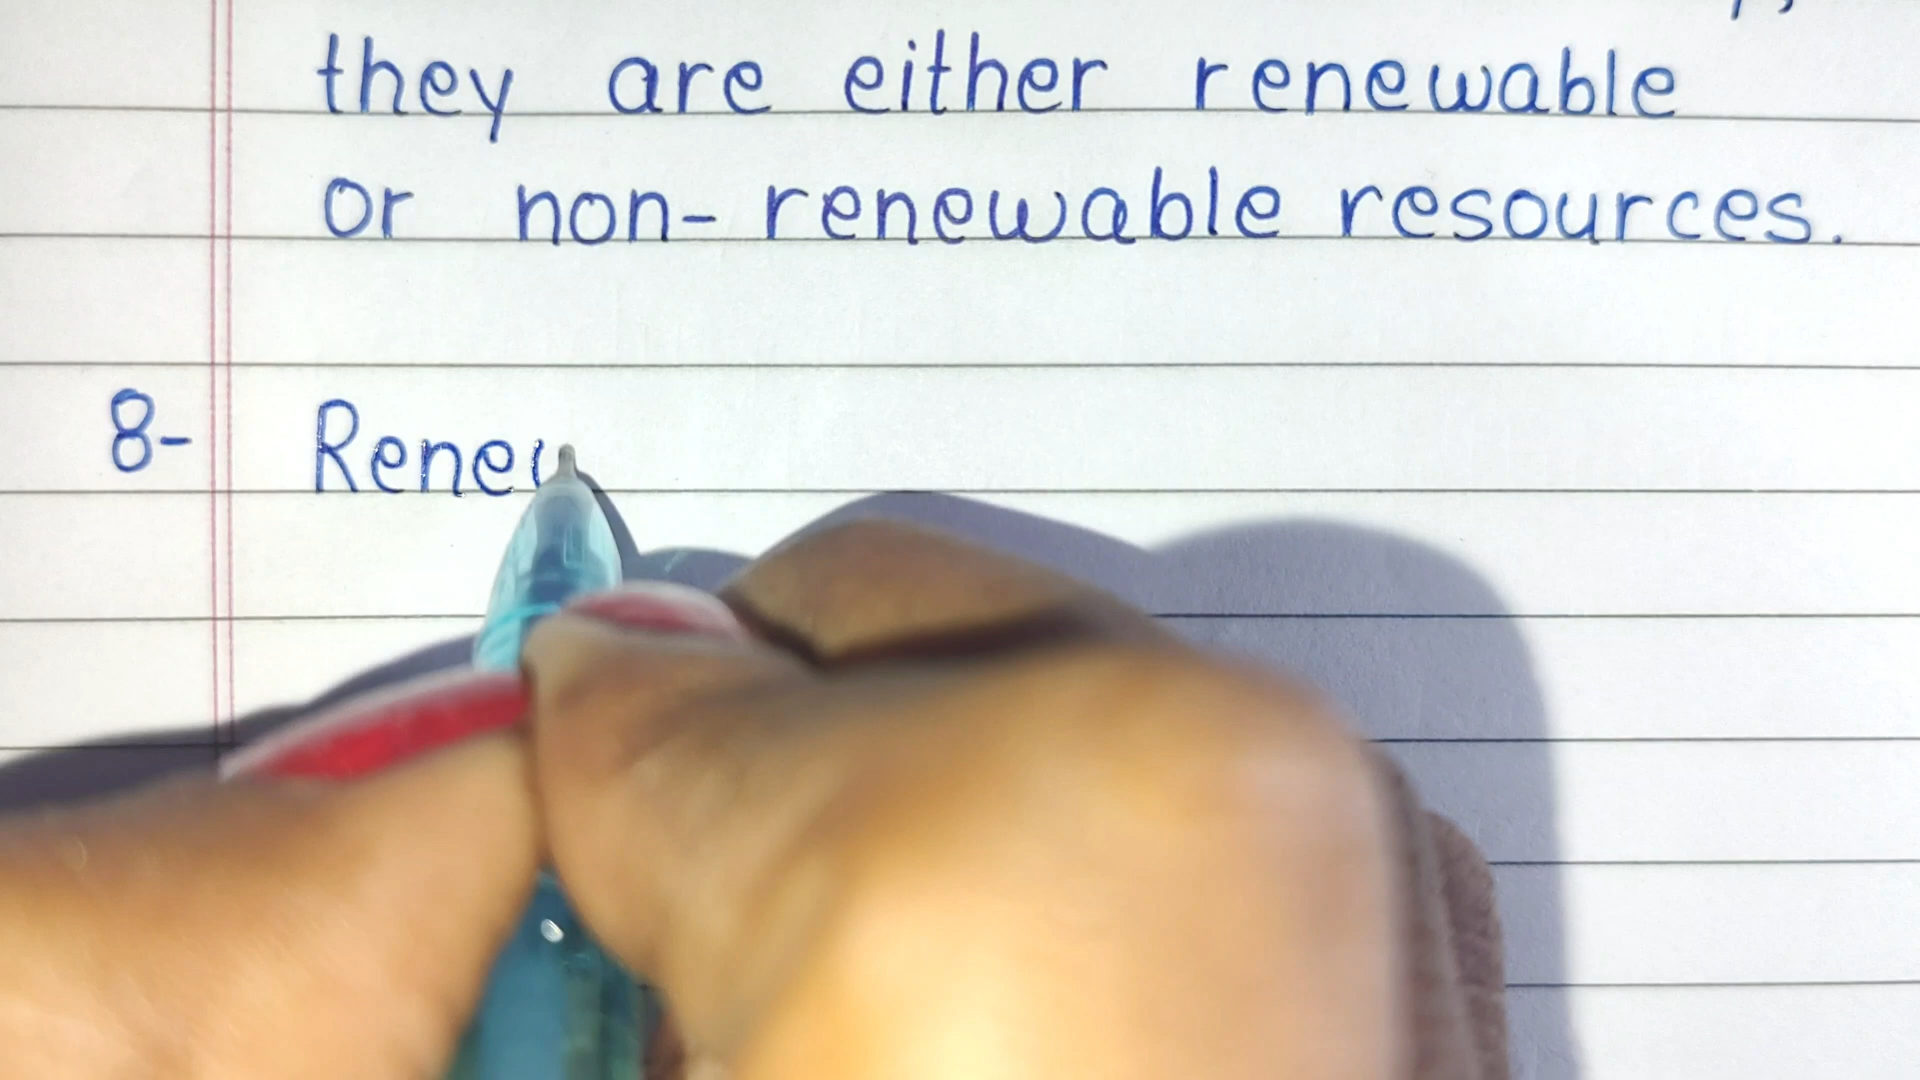 they are either renewable
or non-renewable resources.
8- Rene